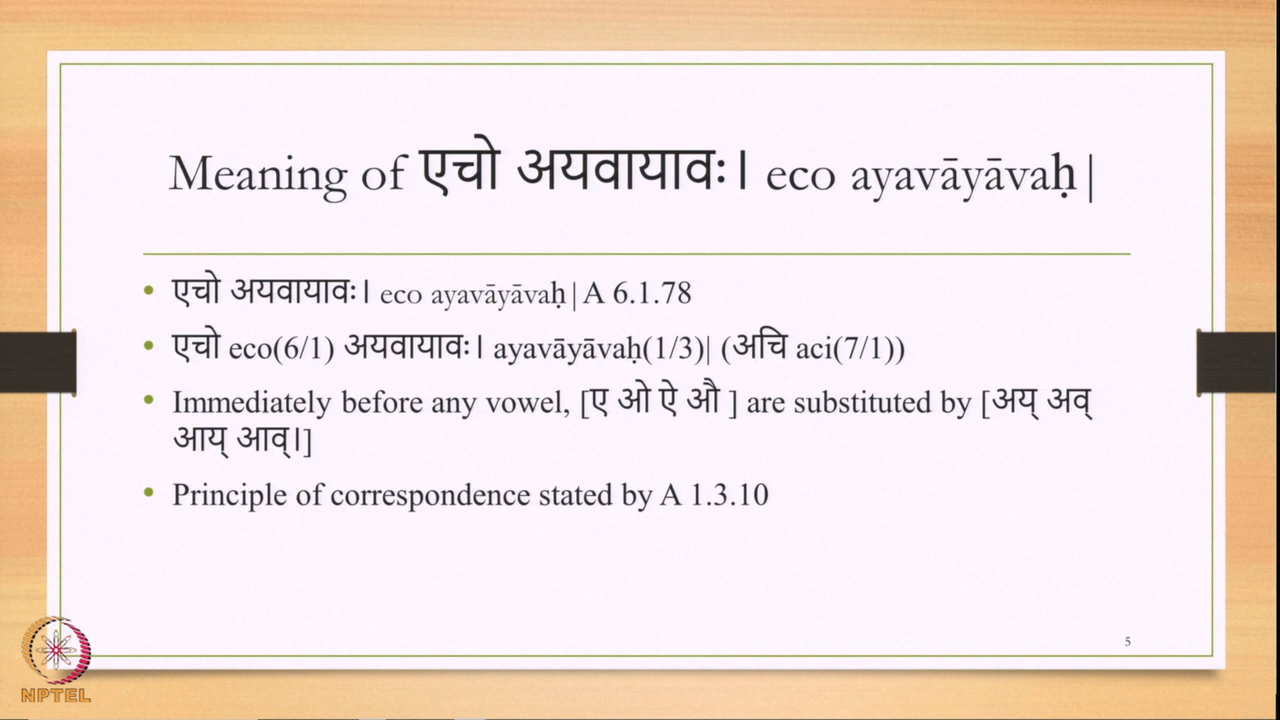 Meaning of एचो अयवायावः। eco ayavāyāvaḥ|
• एचो अयवायावः। eco ayavāyāvaḥ| A 6.1.78
• एचो eco(6/1) अयवायावः। ayavāyāvaḥ(1/3)| (अचि aci(7/1))
• Immediately before any vowel, [ए ओ ऐ औ ] are substituted by [अय् अव्
आय् आव्।]
• Principle of correspondence stated by A 1.3.10
5
NPTEL